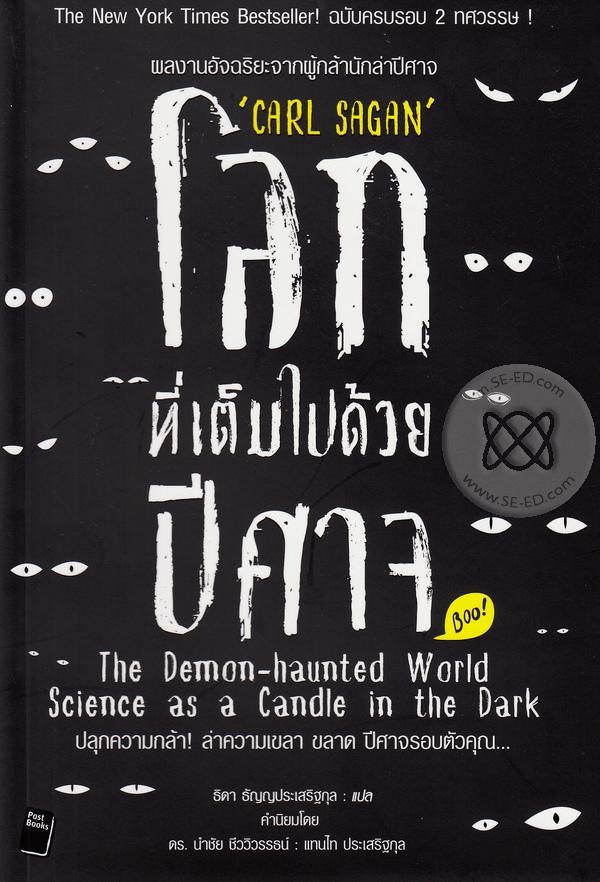 The New York Times Bestseller! ฉบับครบรอบ 2 ทศวรรษ !
ผลงานอัจฉริยะจากผู้กล้านักล่าปีศาจ
'CARL SAGAN'
โลก
ที่เต็มไปด้วย
ปีศาจ
BOO!
The Demon-haunted World
Science as a Candle in the Dark
ปลุกความกล้า! ล่าความเขลา ขลาด ปีศาจรอบตัวคุณ...
ธิดา ธัญญประเสริฐกุล : แปล
คำนิยมโดย
ดร. นำชัย ชีววิวรรธน์ : แทนไท ประเสริฐกุล
Post
Books
www.SE-ED.com